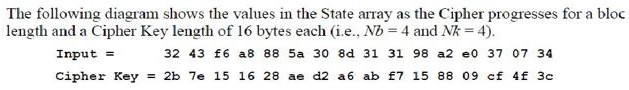 The following diagram shows the values in the State array as the Cipher progresses for a bloc
length and a Cipher Key length of 16 bytes each (i.e., Nb = 4 and Nk = 4).
Input = 32 43 f6 a8 88 5a 30 8d 31 31 98 a2 e0 37 07 34
Cipher Key = 2b 7e 15 16 28 ae d2 a6 ab f7 15 88 09 cf 4f 3c